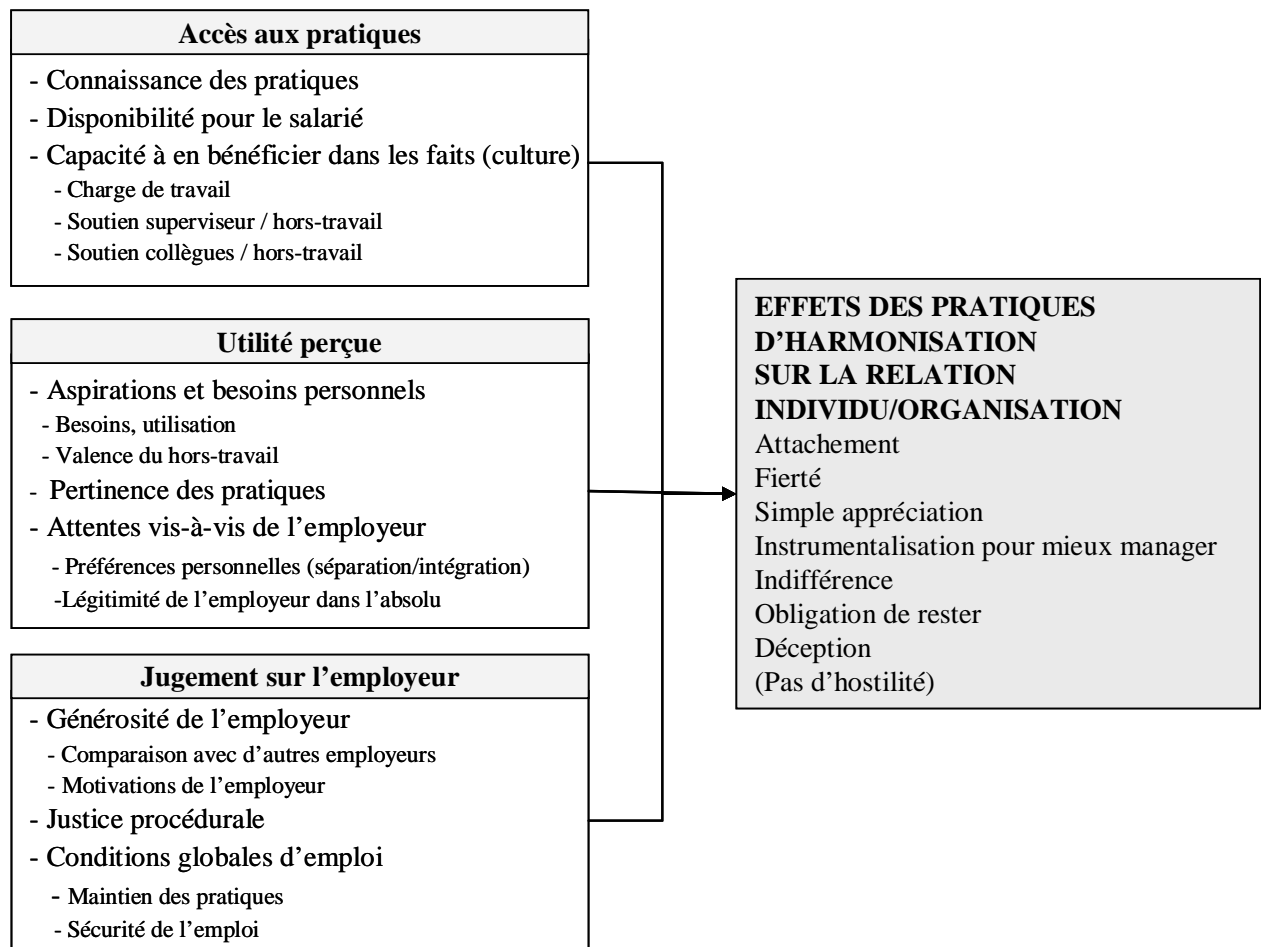 Accès aux pratiques
- Connaissance des pratiques
- Disponibilité pour le salarié
- Capacité à en bénéficier dans les faits (culture)
- Charge de travail
- Soutien superviseur / hors-travail
- Soutien collègues / hors-travail
Utilité perçue
- Aspirations et besoins personnels
- Besoins, utilisation
- Valence du hors-travail
- Pertinence des pratiques
- Attentes vis-à-vis de l’employeur
- Préférences personnelles (séparation/intégration)
-Légitimité de l’employeur dans l’absolu
Jugement sur l’employeur
- Générosité de l’employeur
- Comparaison avec d’autres employeurs
- Motivations de l’employeur
- Justice procédurale
- Conditions globales d’emploi
- Maintien des pratiques
- Sécurité de l’emploi
EFFETS DES PRATIQUES
D’HARMONISATION
SUR LA RELATION
INDIVIDU/ORGANISATION
Attachement
Fierté
Simple appréciation
Instrumentalisation pour mieux manager
Indifférence
Obligation de rester
Déception
(Pas d’hostilité)